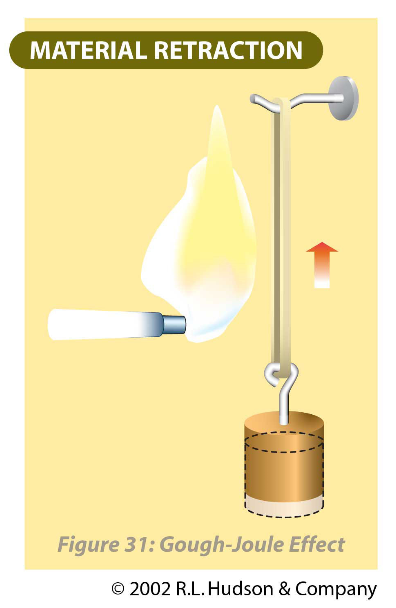 MATERIAL RETRACTION
Figure 31: Gough-Joule Effect
© 2002 R.L. Hudson & Company